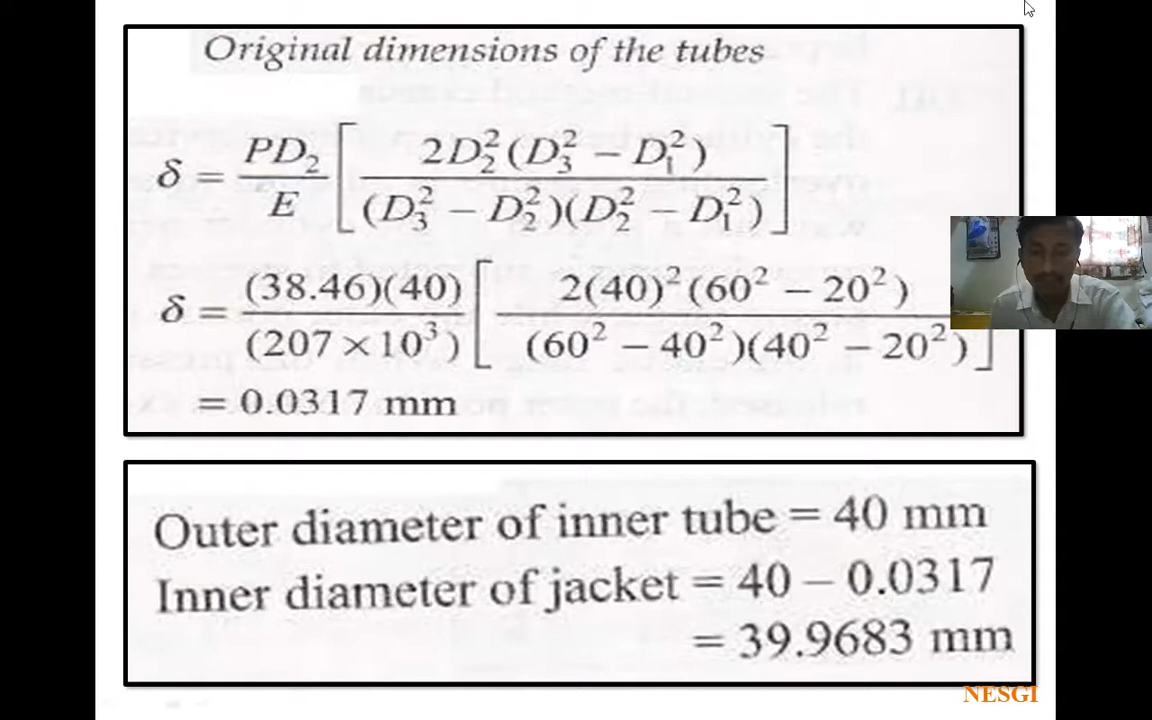 Original dimensions of the tubes
δ = PD₂/E [ 2D₂²(D₃² – D₁²) / (D₃² – D₂²)(D₂² – D₁²) ]
δ = (38.46)(40)/(207 × 10³) [ 2(40)²(60² – 20²) / (60² – 40²)(40² – 20²) ]
= 0.0317 mm
Outer diameter of inner tube = 40 mm
Inner diameter of jacket = 40 – 0.0317
= 39.9683 mm
NESGI